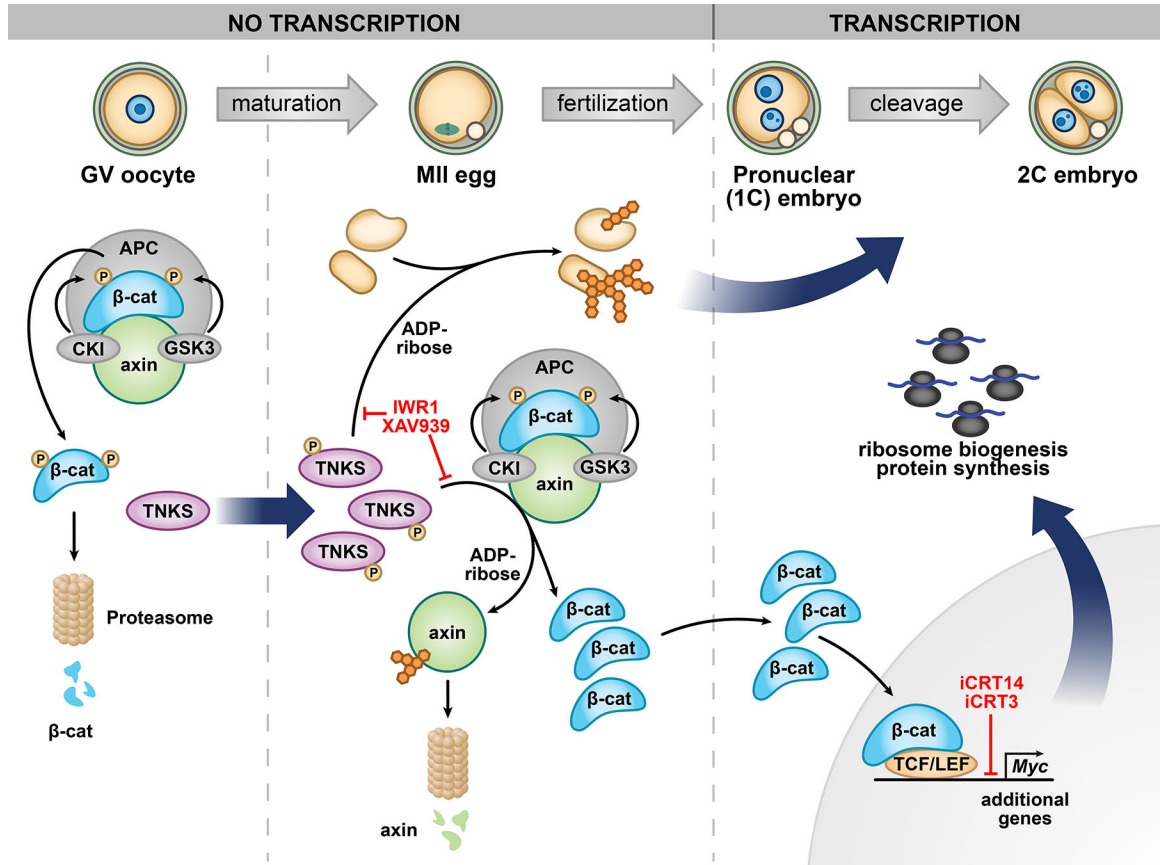 NO TRANSCRIPTION
TRANSCRIPTION
maturation
fertilization
cleavage
GV oocyte
MII egg
Pronuclear
(1C) embryo
2C embryo
APC
P
P
β-cat
CKI
GSK3
axin
P
P
β-cat
TNKS
Proteasome
β-cat
ADP-
ribose
IWR1
XAV939
P
TNKS
TNKS
P
TNKS
P
APC
P
P
β-cat
CKI
GSK3
axin
ADP-
ribose
axin
β-cat
β-cat
β-cat
axin
ribosome biogenesis
protein synthesis
β-cat
β-cat
β-cat
iCRT14
iCRT3
β-cat
TCF/LEF
Myc
additional
genes